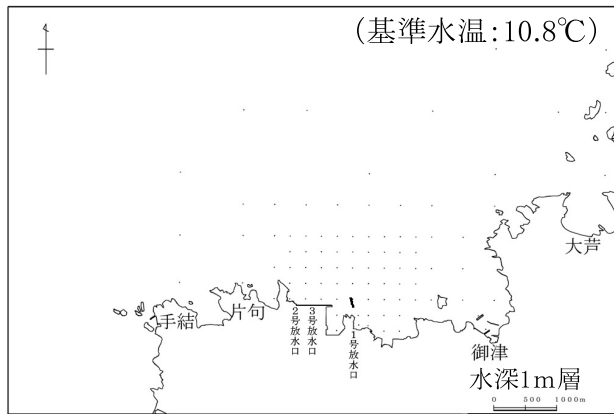 (基準水温:10.8℃)
大芦
手結
片句
2号放水口
3号放水口
1号放水口
御津
水深1m層
0 500 1000m